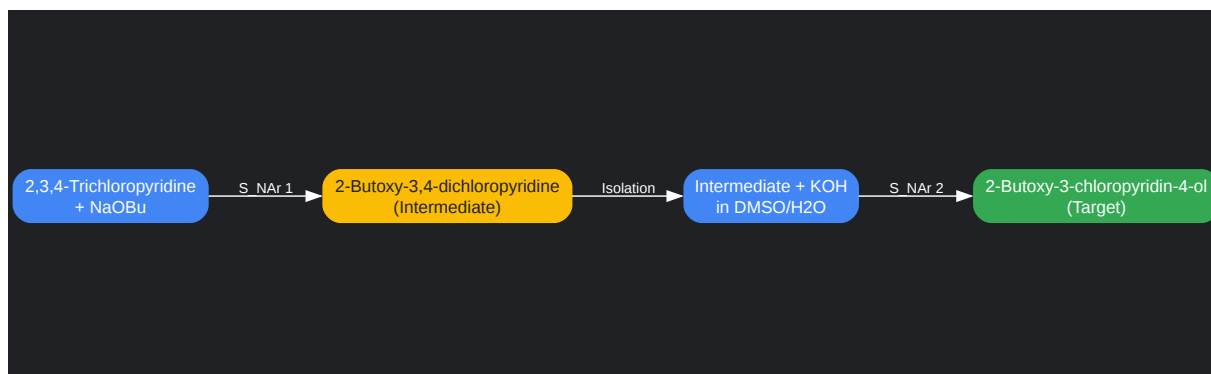 2,3,4-Trichloropyridine
+ NaOBu
S_NAr 1
2-Butoxy-3,4-dichloropyridine
(Intermediate)
Isolation
Intermediate + KOH
in DMSO/H2O
S_NAr 2
2-Butoxy-3-chloropyridin-4-ol
(Target)